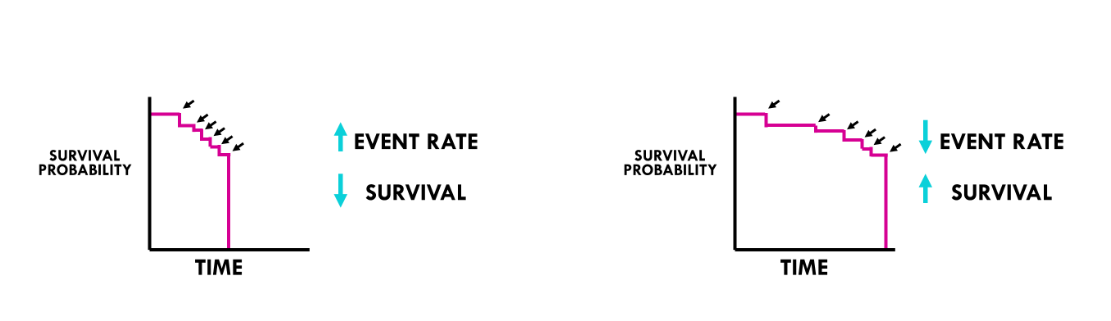 SURVIVAL
PROBABILITY
TIME
EVENT RATE
SURVIVAL
SURVIVAL
PROBABILITY
TIME
EVENT RATE
SURVIVAL